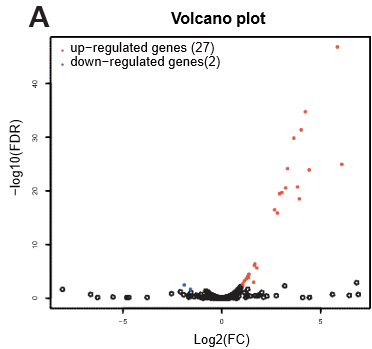 A
Volcano plot
up-regulated genes (27)
down-regulated genes(2)
−log10(FDR)
40
30
20
10
0
−5
0
5
Log2(FC)